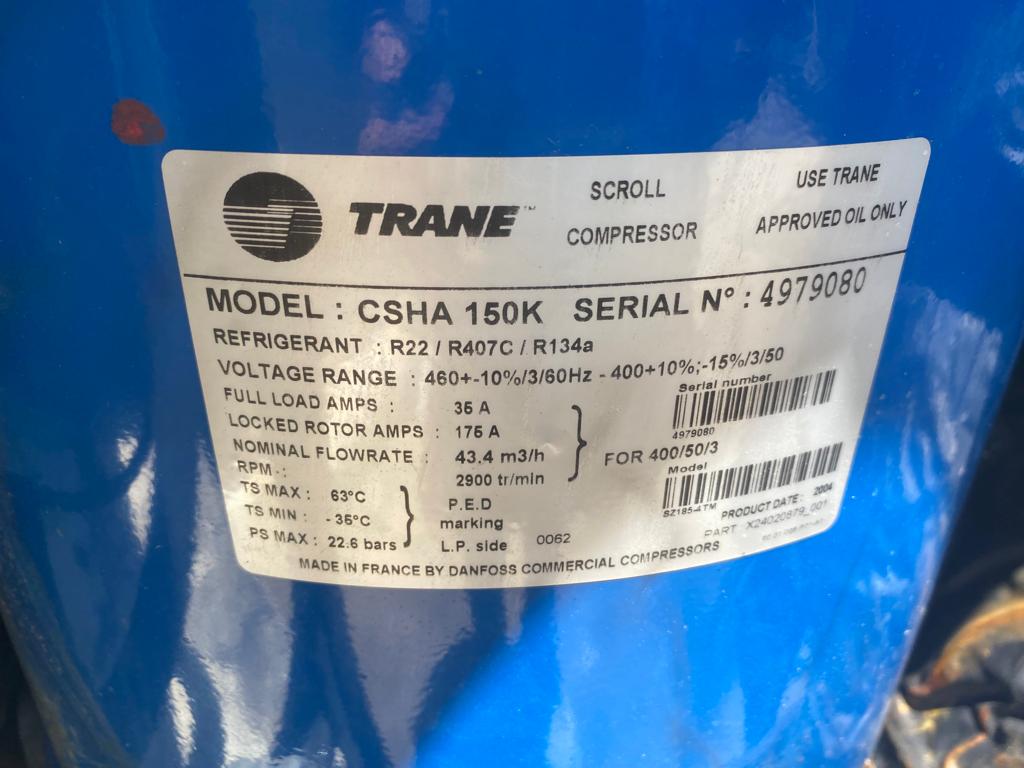 TRANE™
SCROLL
COMPRESSOR
USE TRANE
APPROVED OIL ONLY
MODEL : CSHA 150K SERIAL N° : 4979080
REFRIGERANT : R22 / R407C / R134a
VOLTAGE RANGE : 460+-10%/3/60Hz - 400+10%;-15%/3/50
FULL LOAD AMPS : 35 A
LOCKED ROTOR AMPS : 175 A
NOMINAL FLOWRATE : 43.4 m3/h
RPM : 2900 tr/min
FOR 400/50/3
Serial number
4979080
Model
SZ185-4TM
TS MAX : 63°C
TS MIN : - 35°C
PS MAX : 22.6 bars
P.E.D
marking
L.P. side 0062
PRODUCT DATE : 2004
PART X24020879_001
MADE IN FRANCE BY DANFOSS COMMERCIAL COMPRESSORS